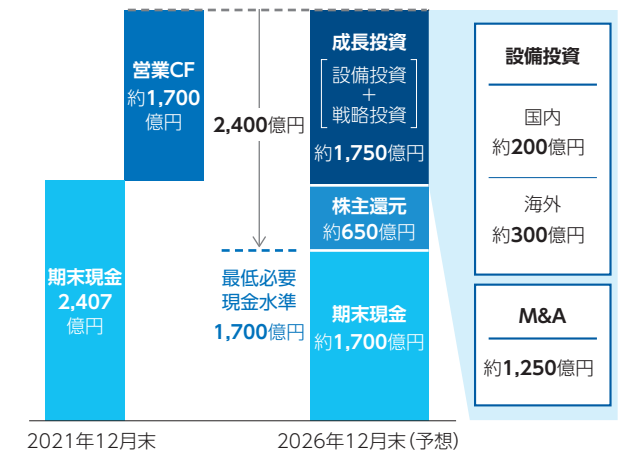 営業CF
約1,700
億円
期末現金
2,407
億円
2,400億円
最低必要
現金水準
1,700億円
成長投資
設備投資
＋
戦略投資
約1,750億円
株主還元
約650億円
期末現金
約1,700億円
設備投資
国内
約200億円
海外
約300億円
M&A
約1,250億円
2021年12月末
2026年12月末(予想)